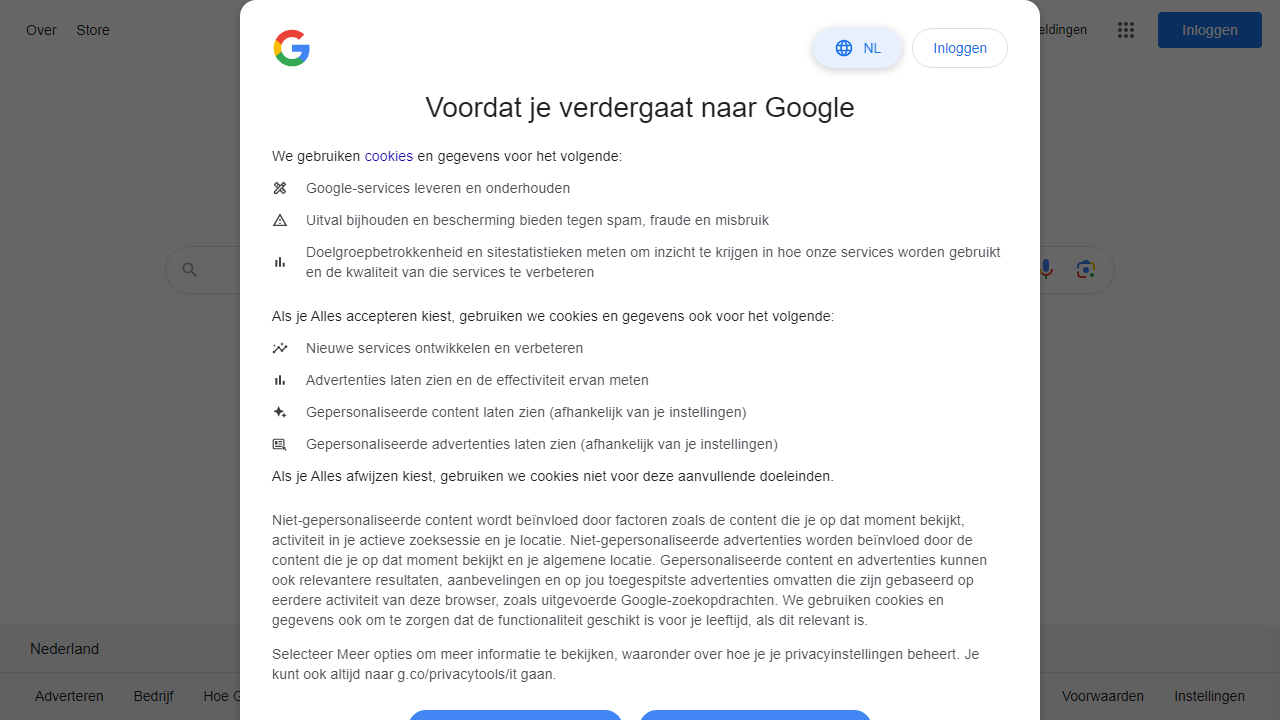 Over Store
eldingen
Inloggen
NL
Inloggen
Voordat je verdergaat naar Google
We gebruiken cookies en gegevens voor het volgende:
Google-services leveren en onderhouden
Uitval bijhouden en bescherming bieden tegen spam, fraude en misbruik
Doelgroepbetrokkenheid en sitestatistieken meten om inzicht te krijgen in hoe onze services worden gebruikt
en de kwaliteit van die services te verbeteren
Als je Alles accepteren kiest, gebruiken we cookies en gegevens ook voor het volgende:
Nieuwe services ontwikkelen en verbeteren
Advertenties laten zien en de effectiviteit ervan meten
Gepersonaliseerde content laten zien (afhankelijk van je instellingen)
Gepersonaliseerde advertenties laten zien (afhankelijk van je instellingen)
Als je Alles afwijzen kiest, gebruiken we cookies niet voor deze aanvullende doeleinden.
Niet-gepersonaliseerde content wordt beïnvloed door factoren zoals de content die je op dat moment bekijkt,
activiteit in je actieve zoeksessie en je locatie. Niet-gepersonaliseerde advertenties worden beïnvloed door de
content die je op dat moment bekijkt en je algemene locatie. Gepersonaliseerde content en advertenties kunnen
ook relevantere resultaten, aanbevelingen en op jou toegespitste advertenties omvatten die zijn gebaseerd op
eerdere activiteit van deze browser, zoals uitgevoerde Google-zoekopdrachten. We gebruiken cookies en
gegevens ook om te zorgen dat de functionaliteit geschikt is voor je leeftijd, als dit relevant is.
Selecteer Meer opties om meer informatie te bekijken, waaronder over hoe je je privacyinstellingen beheert. Je
kunt ook altijd naar g.co/privacytools/it gaan.
Nederland
Adverteren Bedrijf Hoe G
Voorwaarden Instellingen